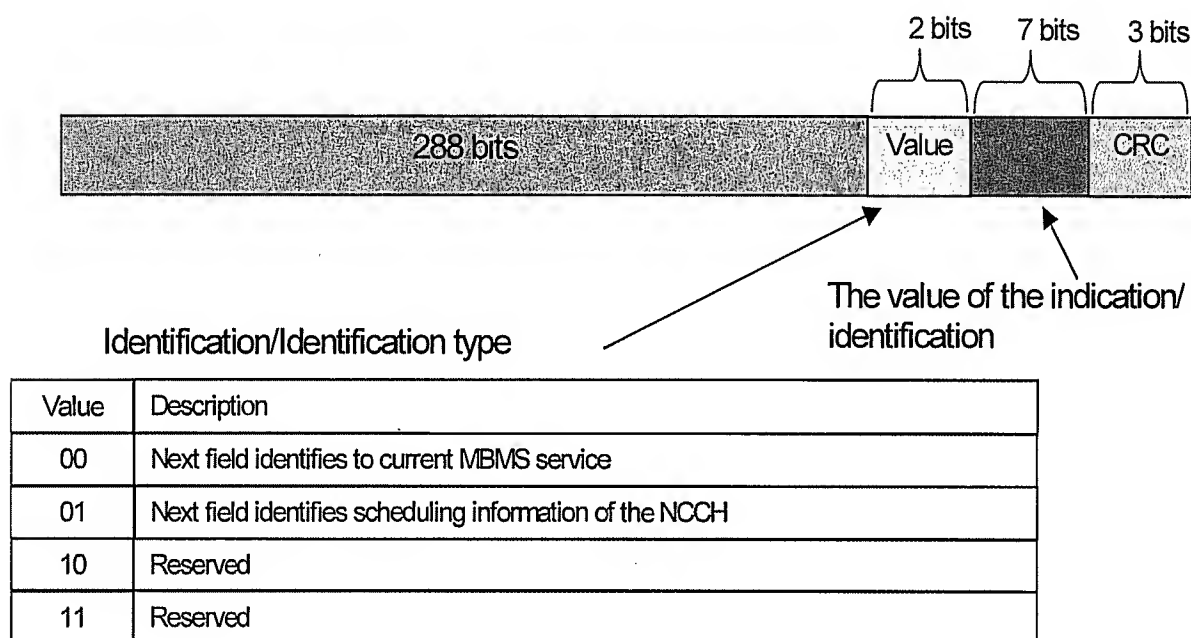 2 bits 7 bits 3 bits
288 bits Value CRC
The value of the indication/
identification
Identification/Identification type
Value Description
00 Next field identifies to current MBMS service
01 Next field identifies scheduling information of the NCCH
10 Reserved
11 Reserved